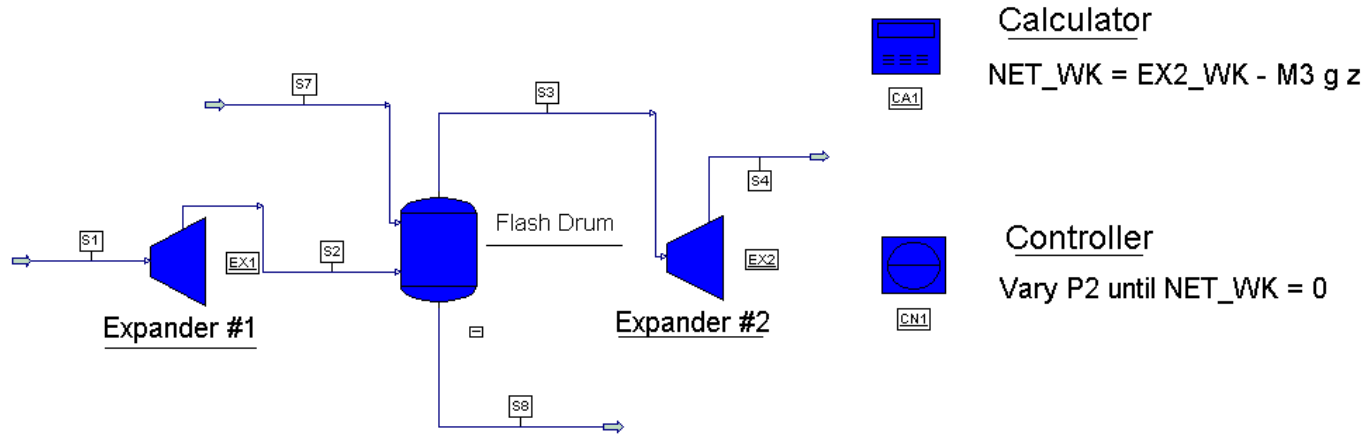 Calculator
NET_WK = EX2_WK - M3 g z
CA1
S7
S3
S4
S1
EX1
S2
Flash Drum
EX2
Controller
Vary P2 until NET_WK = 0
CN1
Expander #1
Expander #2
S8